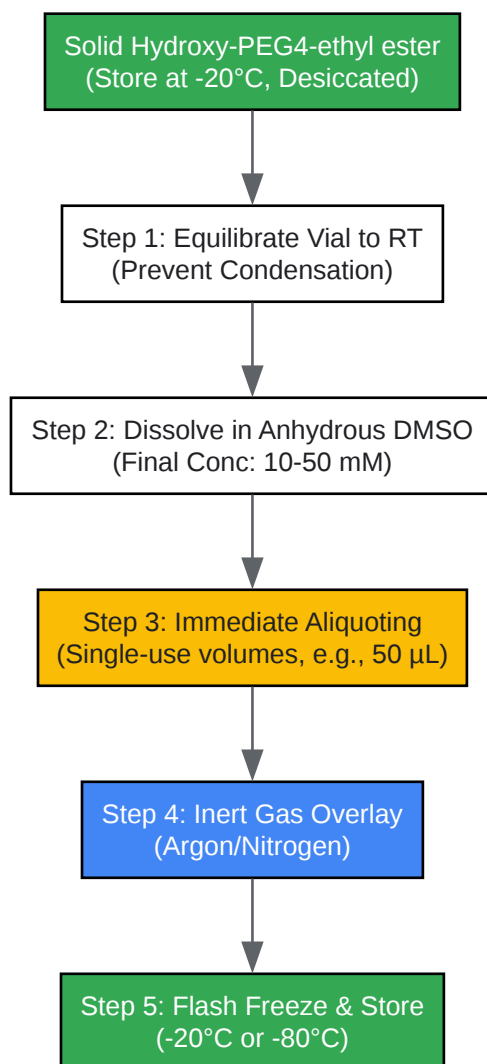 Solid Hydroxy-PEG4-ethyl ester
(Store at -20°C, Desiccated)
Step 1: Equilibrate Vial to RT
(Prevent Condensation)
Step 2: Dissolve in Anhydrous DMSO
(Final Conc: 10-50 mM)
Step 3: Immediate Aliquoting
(Single-use volumes, e.g., 50 µL)
Step 4: Inert Gas Overlay
(Argon/Nitrogen)
Step 5: Flash Freeze & Store
(-20°C or -80°C)